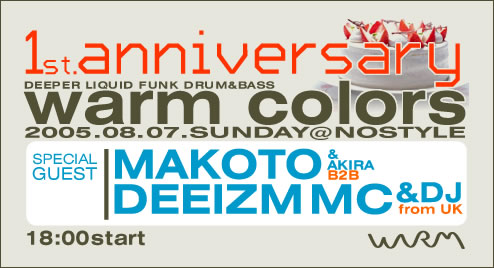 1st.anniversary
DEEPER LIQUID FUNK DRUM&BASS
warm colors
2005.08.07.SUNDAY@NOSTYLE
SPECIAL GUEST
MAKOTO & AKIRA B2B
DEEIZM MC & DJ from UK
18:00start
WARM